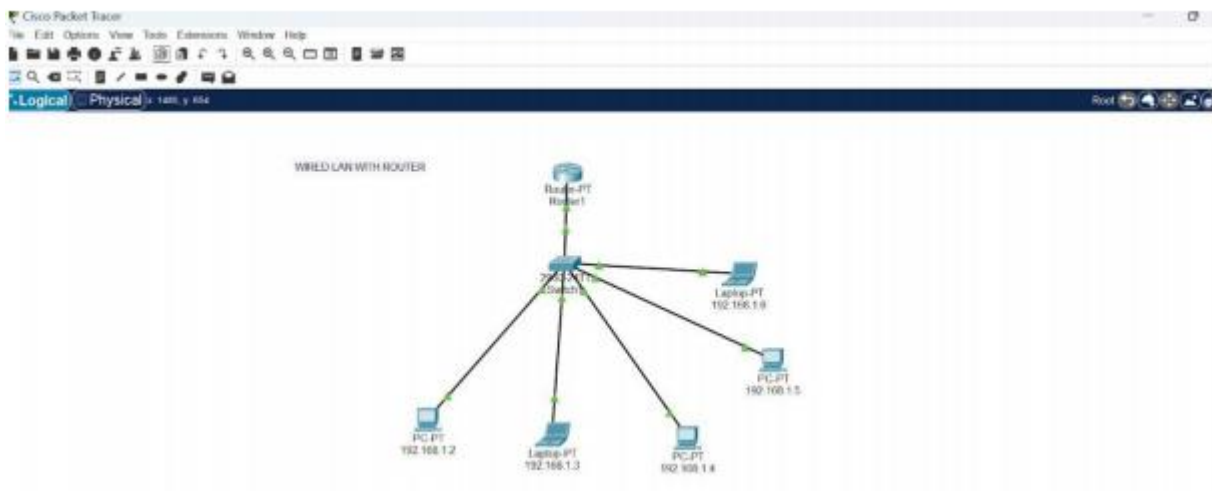 Cisco Packet Tracer
File Edit Options View Tools Extensions Window Help
Logical Physical
Root
WIRED LAN WITH ROUTER
Router-PT
Router1
Laptop-PT
192.168.1.6
PC-PT
192.168.1.5
PC-PT
192.168.1.2
Laptop-PT
192.168.1.3
PC-PT
192.168.1.4